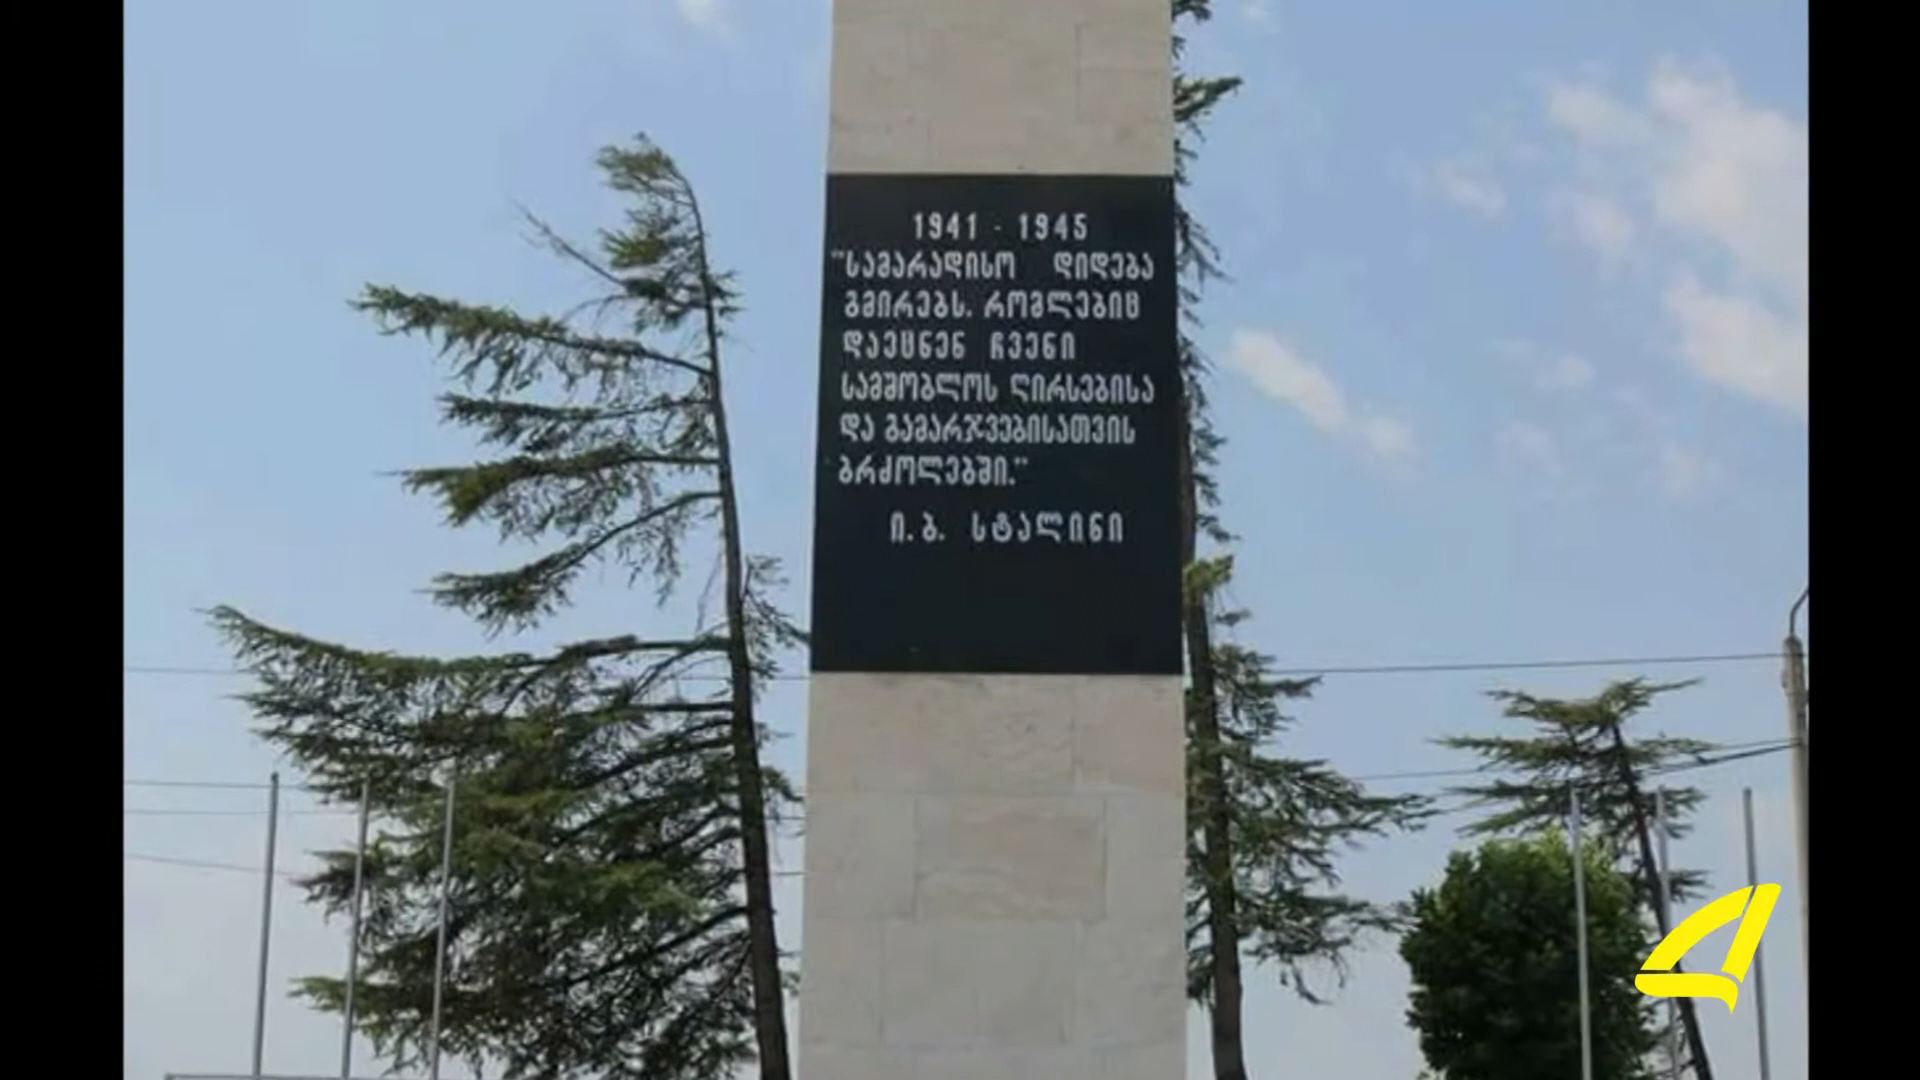 1941 - 1945
"სამარადისო დიდება
გმირებს. რომლებიც
დაეცნენ ჩვენი
სამშობლოს ღირსებისა
და გამარჯვებისათვის
ბრძოლებში."
ი. ბ. სტალინი